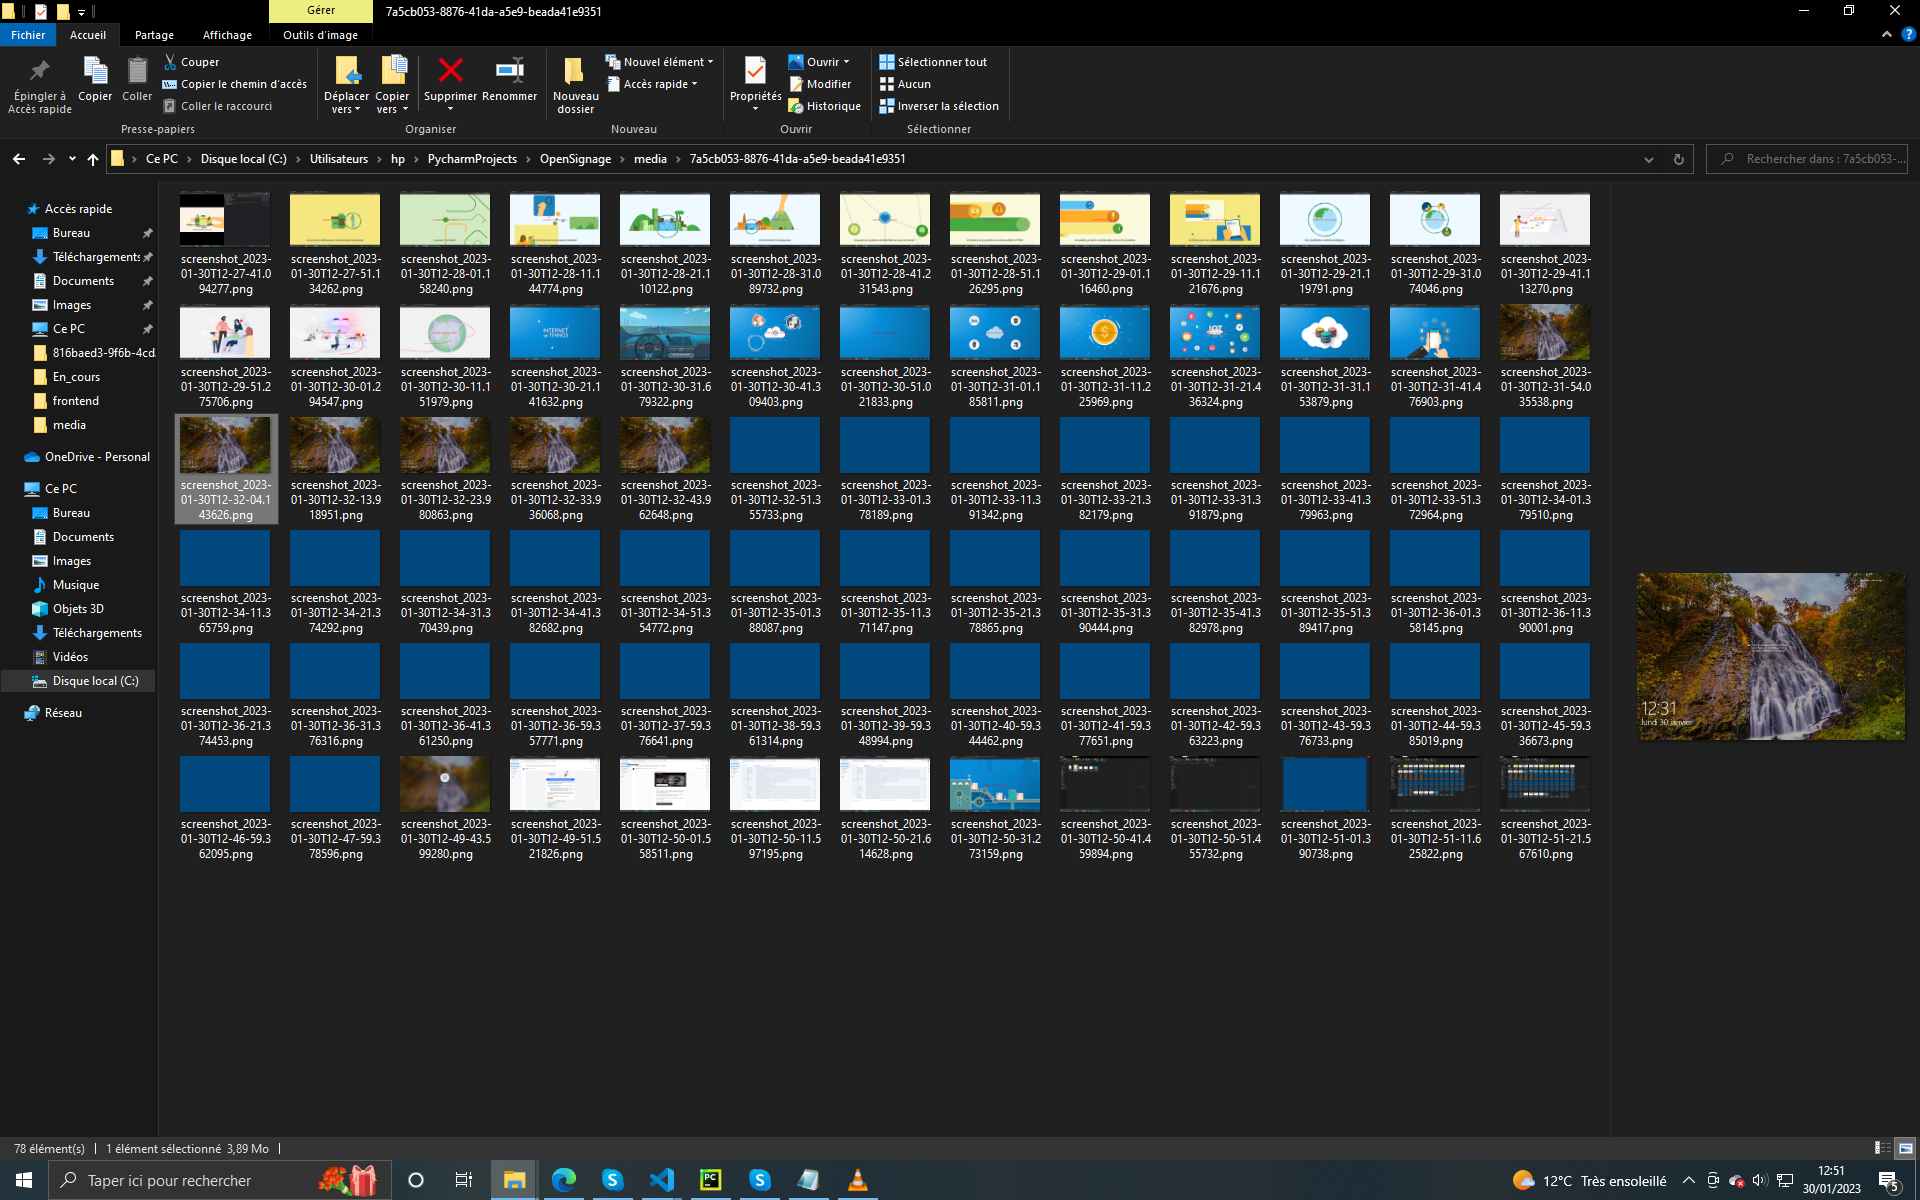 Gérer
7a5cb053-8876-41da-a5e9-beada41e9351
Fichier
Accueil
Partage
Affichage
Outils d'image
Épingler à
Accès rapide
Copier
Coller
Couper
Copier le chemin d'accès
Coller le raccourci
Presse-papiers
Déplacer
vers
Copier
vers
Supprimer
Renommer
Organiser
Nouveau
dossier
Nouvel élément
Accès rapide
Nouveau
Propriétés
Ouvrir
Modifier
Historique
Ouvrir
Sélectionner tout
Aucun
Inverser la sélection
Sélectionner
Ce PC
Disque local (C:)
Utilisateurs
hp
PycharmProjects
OpenSignage
media
7a5cb053-8876-41da-a5e9-beada41e9351
Rechercher dans : 7a5cb053-...
Accès rapide
Bureau
Téléchargements
Documents
Images
Ce PC
816baed3-9f6b-4cd
En_cours
frontend
media
OneDrive - Personal
Ce PC
Bureau
Documents
Images
Musique
Objets 3D
Téléchargements
Vidéos
Disque local (C:)
Réseau
screenshot_2023-01-30T12-27-41.094277.png
screenshot_2023-01-30T12-27-51.134262.png
screenshot_2023-01-30T12-28-01.158240.png
screenshot_2023-01-30T12-28-11.144774.png
screenshot_2023-01-30T12-28-21.110122.png
screenshot_2023-01-30T12-28-31.089732.png
screenshot_2023-01-30T12-28-41.231543.png
screenshot_2023-01-30T12-28-51.126295.png
screenshot_2023-01-30T12-29-01.116460.png
screenshot_2023-01-30T12-29-11.121676.png
screenshot_2023-01-30T12-29-21.119791.png
screenshot_2023-01-30T12-29-31.074046.png
screenshot_2023-01-30T12-29-41.113270.png
INTERNET
OF THINGS
IOT
screenshot_2023-01-30T12-29-51.275706.png
screenshot_2023-01-30T12-30-01.294547.png
screenshot_2023-01-30T12-30-11.151979.png
screenshot_2023-01-30T12-30-21.141632.png
screenshot_2023-01-30T12-30-31.679322.png
screenshot_2023-01-30T12-30-41.309403.png
screenshot_2023-01-30T12-30-51.021833.png
screenshot_2023-01-30T12-31-01.185811.png
screenshot_2023-01-30T12-31-11.225969.png
screenshot_2023-01-30T12-31-21.436324.png
screenshot_2023-01-30T12-31-31.153879.png
screenshot_2023-01-30T12-31-41.476903.png
screenshot_2023-01-30T12-31-54.035538.png
screenshot_2023-01-30T12-32-04.143626.png
screenshot_2023-01-30T12-32-13.918951.png
screenshot_2023-01-30T12-32-23.980863.png
screenshot_2023-01-30T12-32-33.936068.png
screenshot_2023-01-30T12-32-43.962648.png
screenshot_2023-01-30T12-32-51.355733.png
screenshot_2023-01-30T12-33-01.378189.png
screenshot_2023-01-30T12-33-11.391342.png
screenshot_2023-01-30T12-33-21.382179.png
screenshot_2023-01-30T12-33-31.391879.png
screenshot_2023-01-30T12-33-41.379963.png
screenshot_2023-01-30T12-33-51.372964.png
screenshot_2023-01-30T12-34-01.379510.png
screenshot_2023-01-30T12-34-11.365759.png
screenshot_2023-01-30T12-34-21.374292.png
screenshot_2023-01-30T12-34-31.370439.png
screenshot_2023-01-30T12-34-41.382682.png
screenshot_2023-01-30T12-34-51.354772.png
screenshot_2023-01-30T12-35-01.388087.png
screenshot_2023-01-30T12-35-11.371147.png
screenshot_2023-01-30T12-35-21.378865.png
screenshot_2023-01-30T12-35-31.390444.png
screenshot_2023-01-30T12-35-41.382978.png
screenshot_2023-01-30T12-35-51.389417.png
screenshot_2023-01-30T12-36-01.358145.png
screenshot_2023-01-30T12-36-11.390001.png
screenshot_2023-01-30T12-36-21.374453.png
screenshot_2023-01-30T12-36-31.376316.png
screenshot_2023-01-30T12-36-41.361250.png
screenshot_2023-01-30T12-36-59.357771.png
screenshot_2023-01-30T12-37-59.376641.png
screenshot_2023-01-30T12-38-59.361314.png
screenshot_2023-01-30T12-39-59.348994.png
screenshot_2023-01-30T12-40-59.344462.png
screenshot_2023-01-30T12-41-59.377651.png
screenshot_2023-01-30T12-42-59.363223.png
screenshot_2023-01-30T12-43-59.376733.png
screenshot_2023-01-30T12-44-59.385019.png
screenshot_2023-01-30T12-45-59.336673.png
screenshot_2023-01-30T12-46-59.362095.png
screenshot_2023-01-30T12-47-59.378596.png
screenshot_2023-01-30T12-49-43.599280.png
screenshot_2023-01-30T12-49-51.521826.png
screenshot_2023-01-30T12-50-01.558511.png
screenshot_2023-01-30T12-50-11.597195.png
screenshot_2023-01-30T12-50-21.614628.png
screenshot_2023-01-30T12-50-31.273159.png
screenshot_2023-01-30T12-50-41.459894.png
screenshot_2023-01-30T12-50-51.455732.png
screenshot_2023-01-30T12-51-01.390738.png
screenshot_2023-01-30T12-51-11.625822.png
screenshot_2023-01-30T12-51-21.567610.png
12:31
lundi 30 janvier
78 élément(s)
1 élément sélectionné 3,89 Mo
Taper ici pour rechercher
12°C Très ensoleillé
12:51
30/01/2023
5